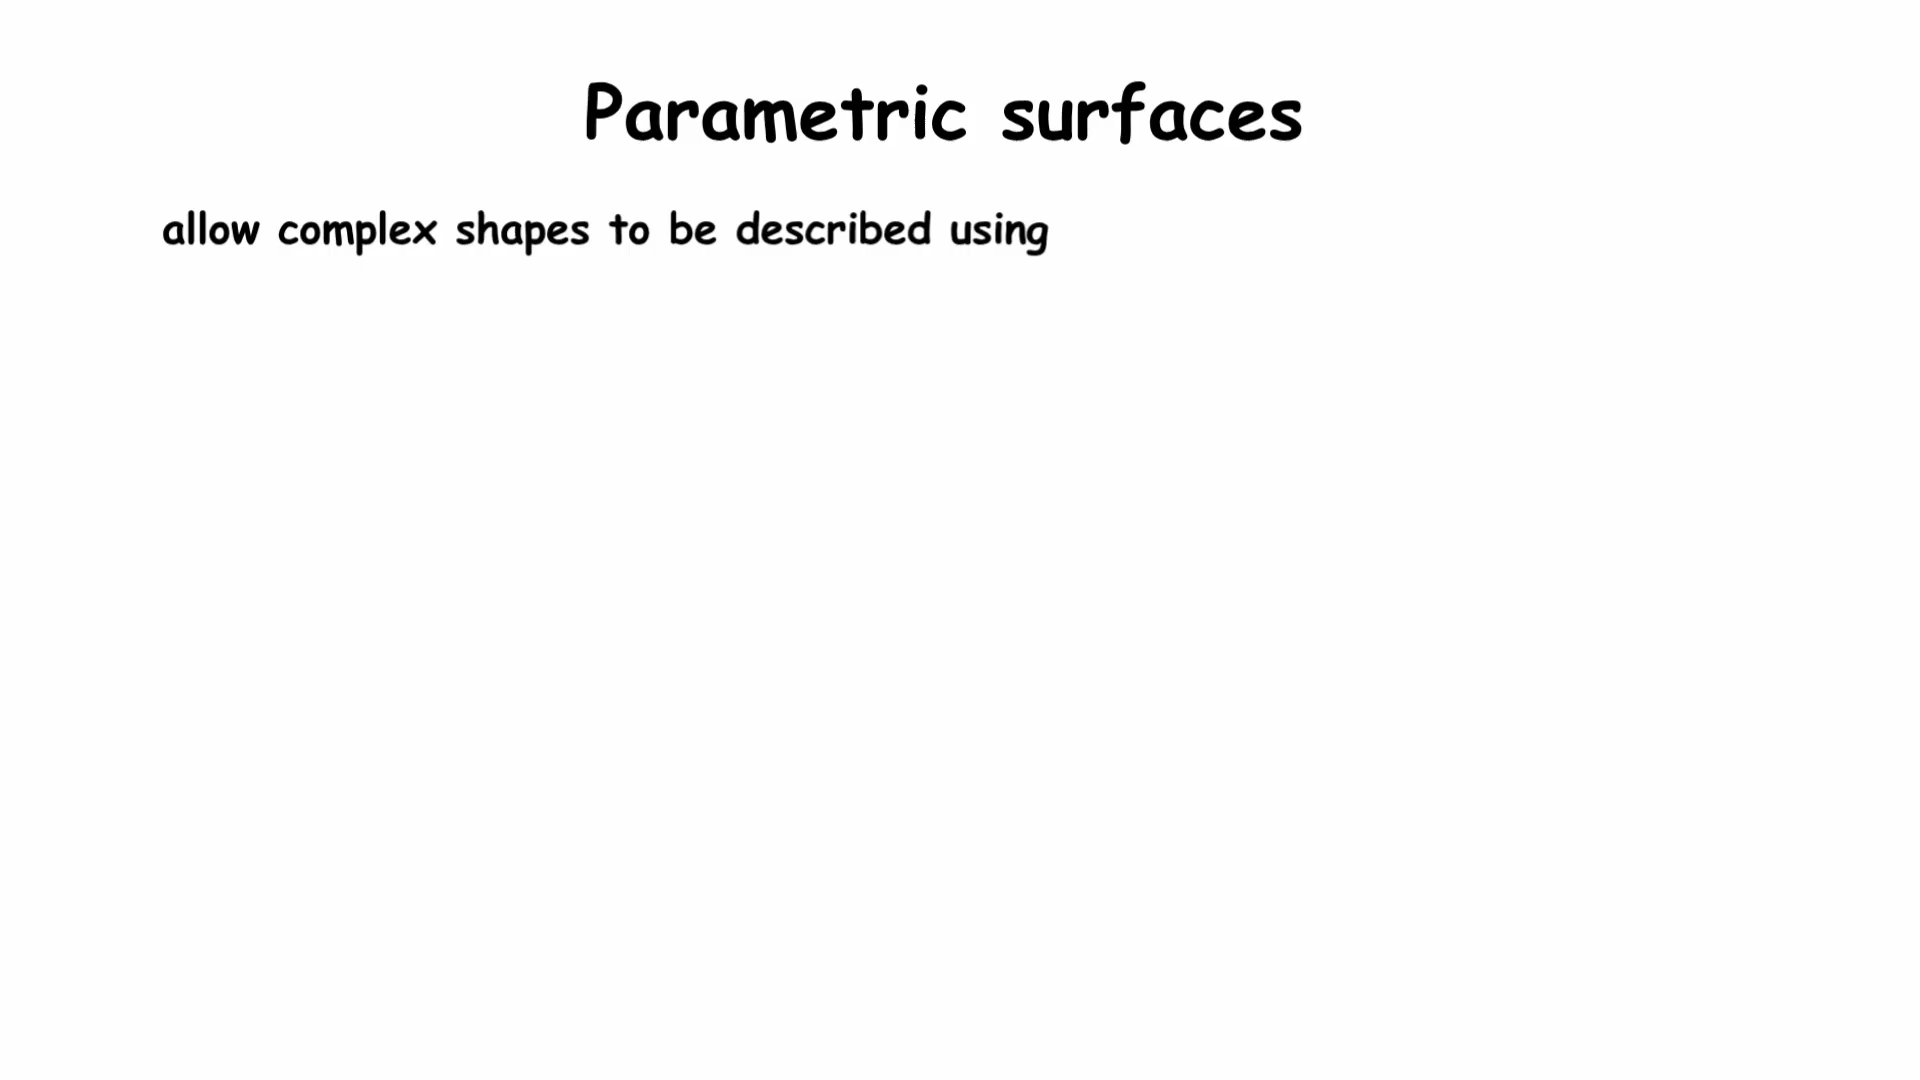 Parametric surfaces
allow complex shapes to be described using